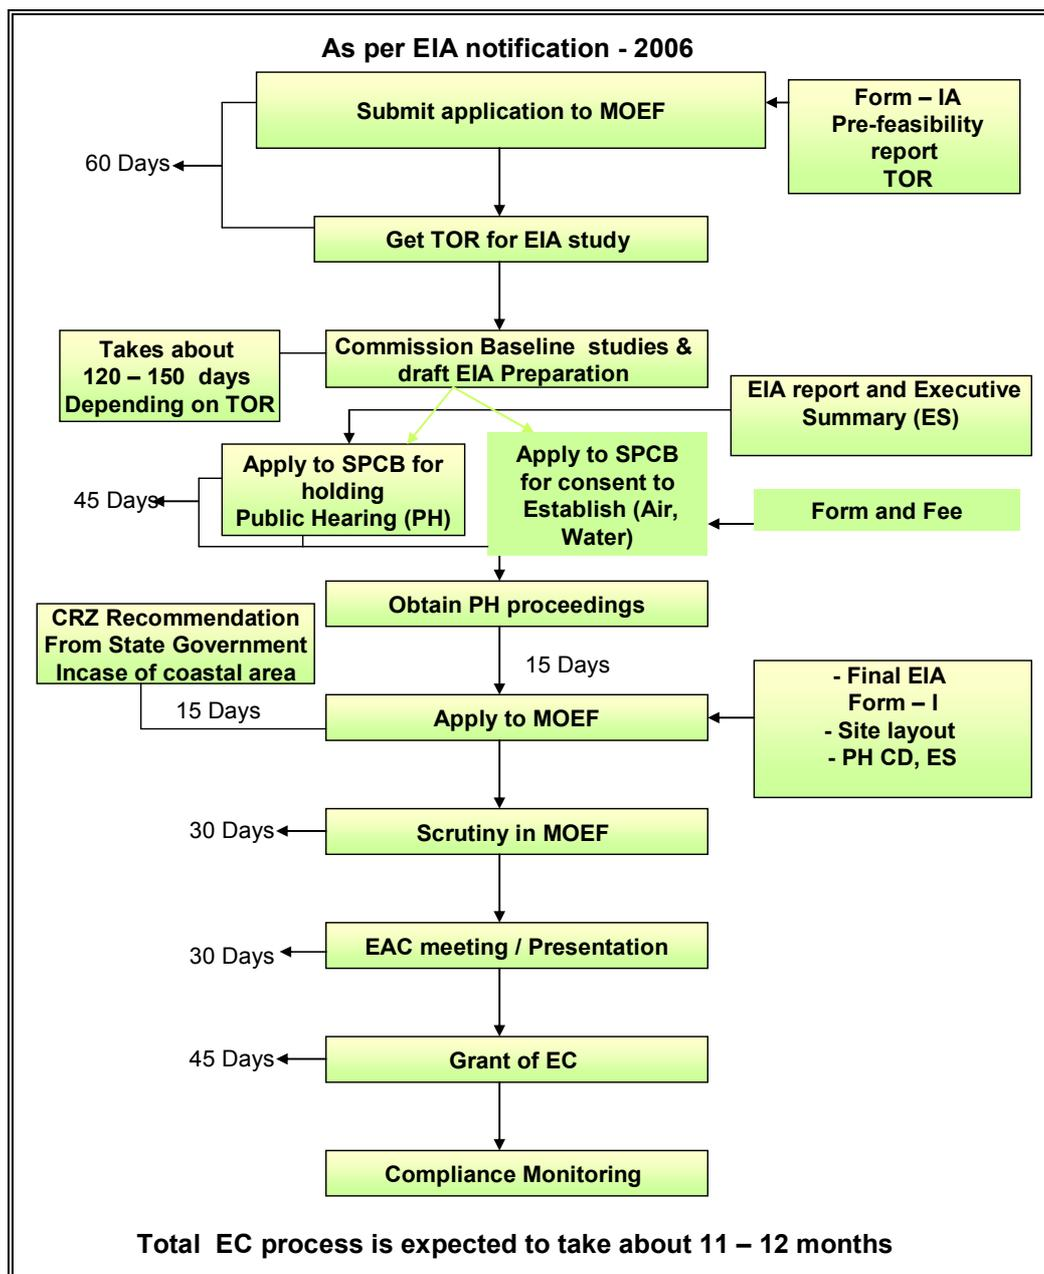 As per EIA notification - 2006
Submit application to MOEF
Form – IA
Pre-feasibility
report
TOR
60 Days
Get TOR for EIA study
Takes about
120 – 150 days
Depending on TOR
Commission Baseline studies &
draft EIA Preparation
EIA report and Executive
Summary (ES)
45 Days
Apply to SPCB for
holding
Public Hearing (PH)
Apply to SPCB
for consent to
Establish (Air,
Water)
Form and Fee
Obtain PH proceedings
CRZ Recommendation
From State Government
Incase of coastal area
15 Days
15 Days
Apply to MOEF
- Final EIA
Form – I
- Site layout
- PH CD, ES
30 Days
Scrutiny in MOEF
30 Days
EAC meeting / Presentation
45 Days
Grant of EC
Compliance Monitoring
Total EC process is expected to take about 11 – 12 months